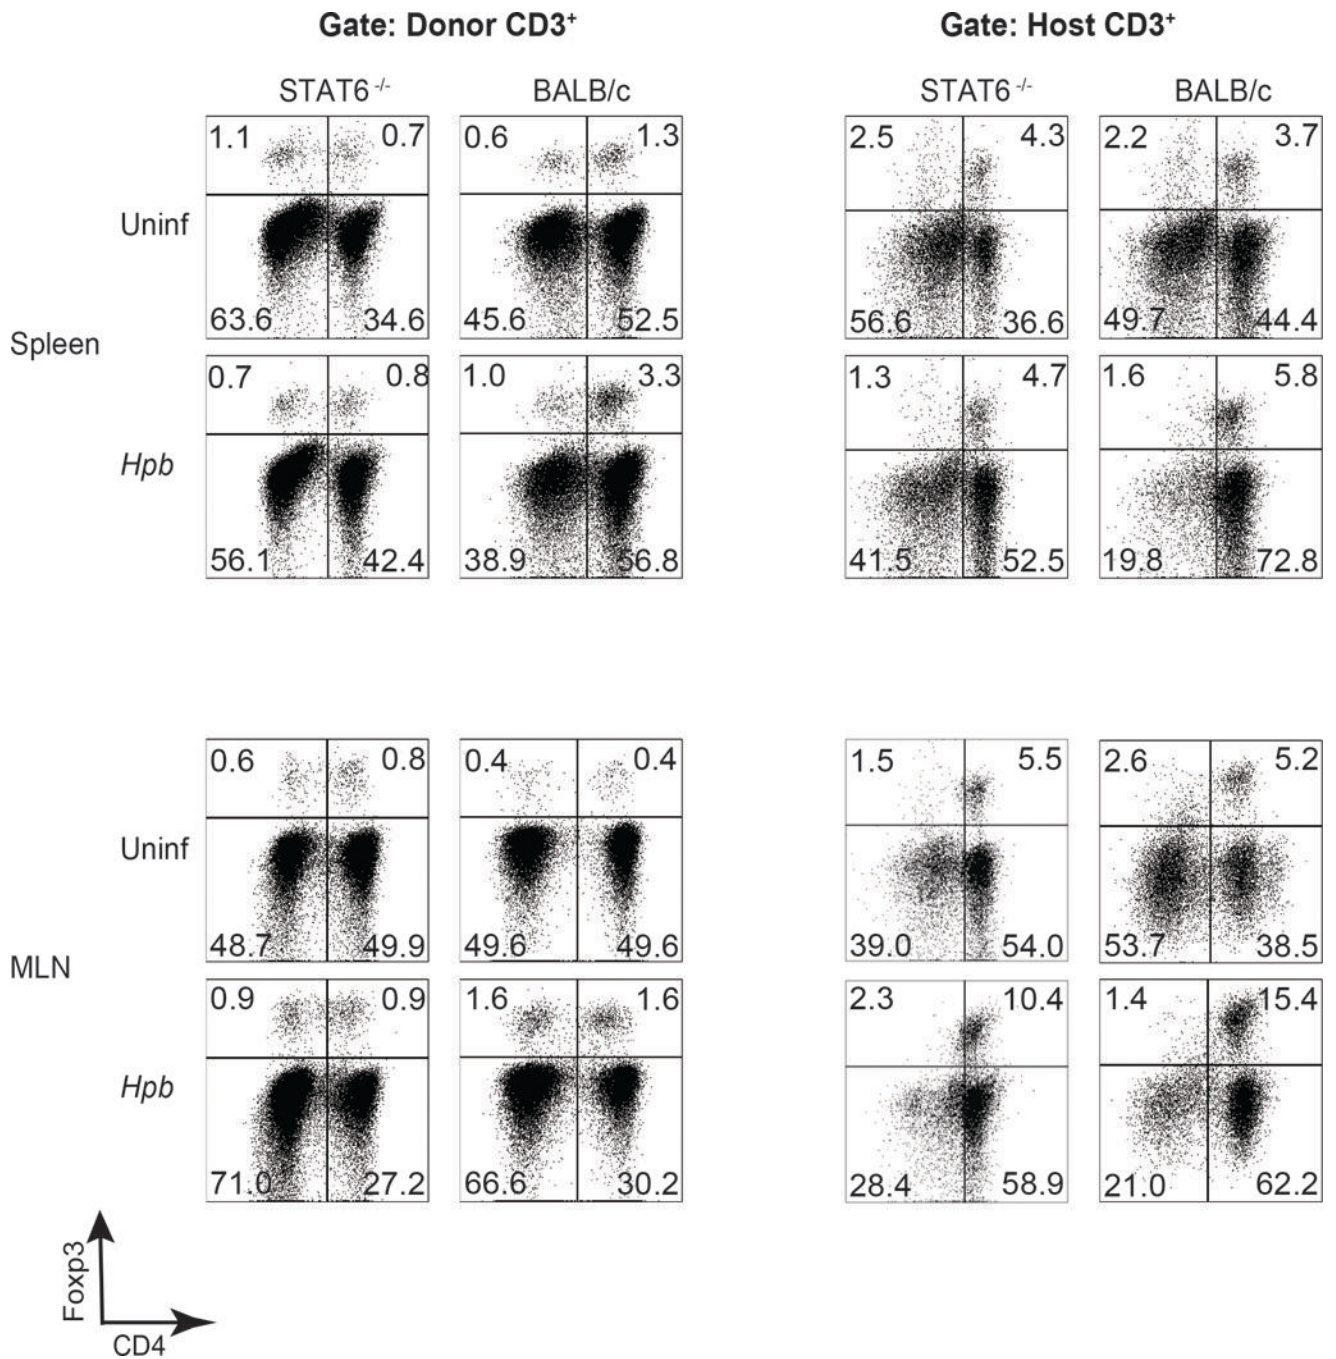 Gate: Donor CD3+ Gate: Host CD3+
STAT6 -/- BALB/c STAT6 -/- BALB/c
1.1 0.7 0.6 1.3 2.5 4.3 2.2 3.7
Uninf
63.6 34.6 45.6 52.5 56.6 36.6 49.7 44.4
Spleen
0.7 0.8 1.0 3.3 1.3 4.7 1.6 5.8
Hpb
56.1 42.4 38.9 56.8 41.5 52.5 19.8 72.8
0.6 0.8 0.4 0.4 1.5 5.5 2.6 5.2
Uninf
48.7 49.9 49.6 49.6 39.0 54.0 53.7 38.5
MLN
0.9 0.9 1.6 1.6 2.3 10.4 1.4 15.4
Hpb
71.0 27.2 66.6 30.2 28.4 58.9 21.0 62.2
Foxp3
CD4